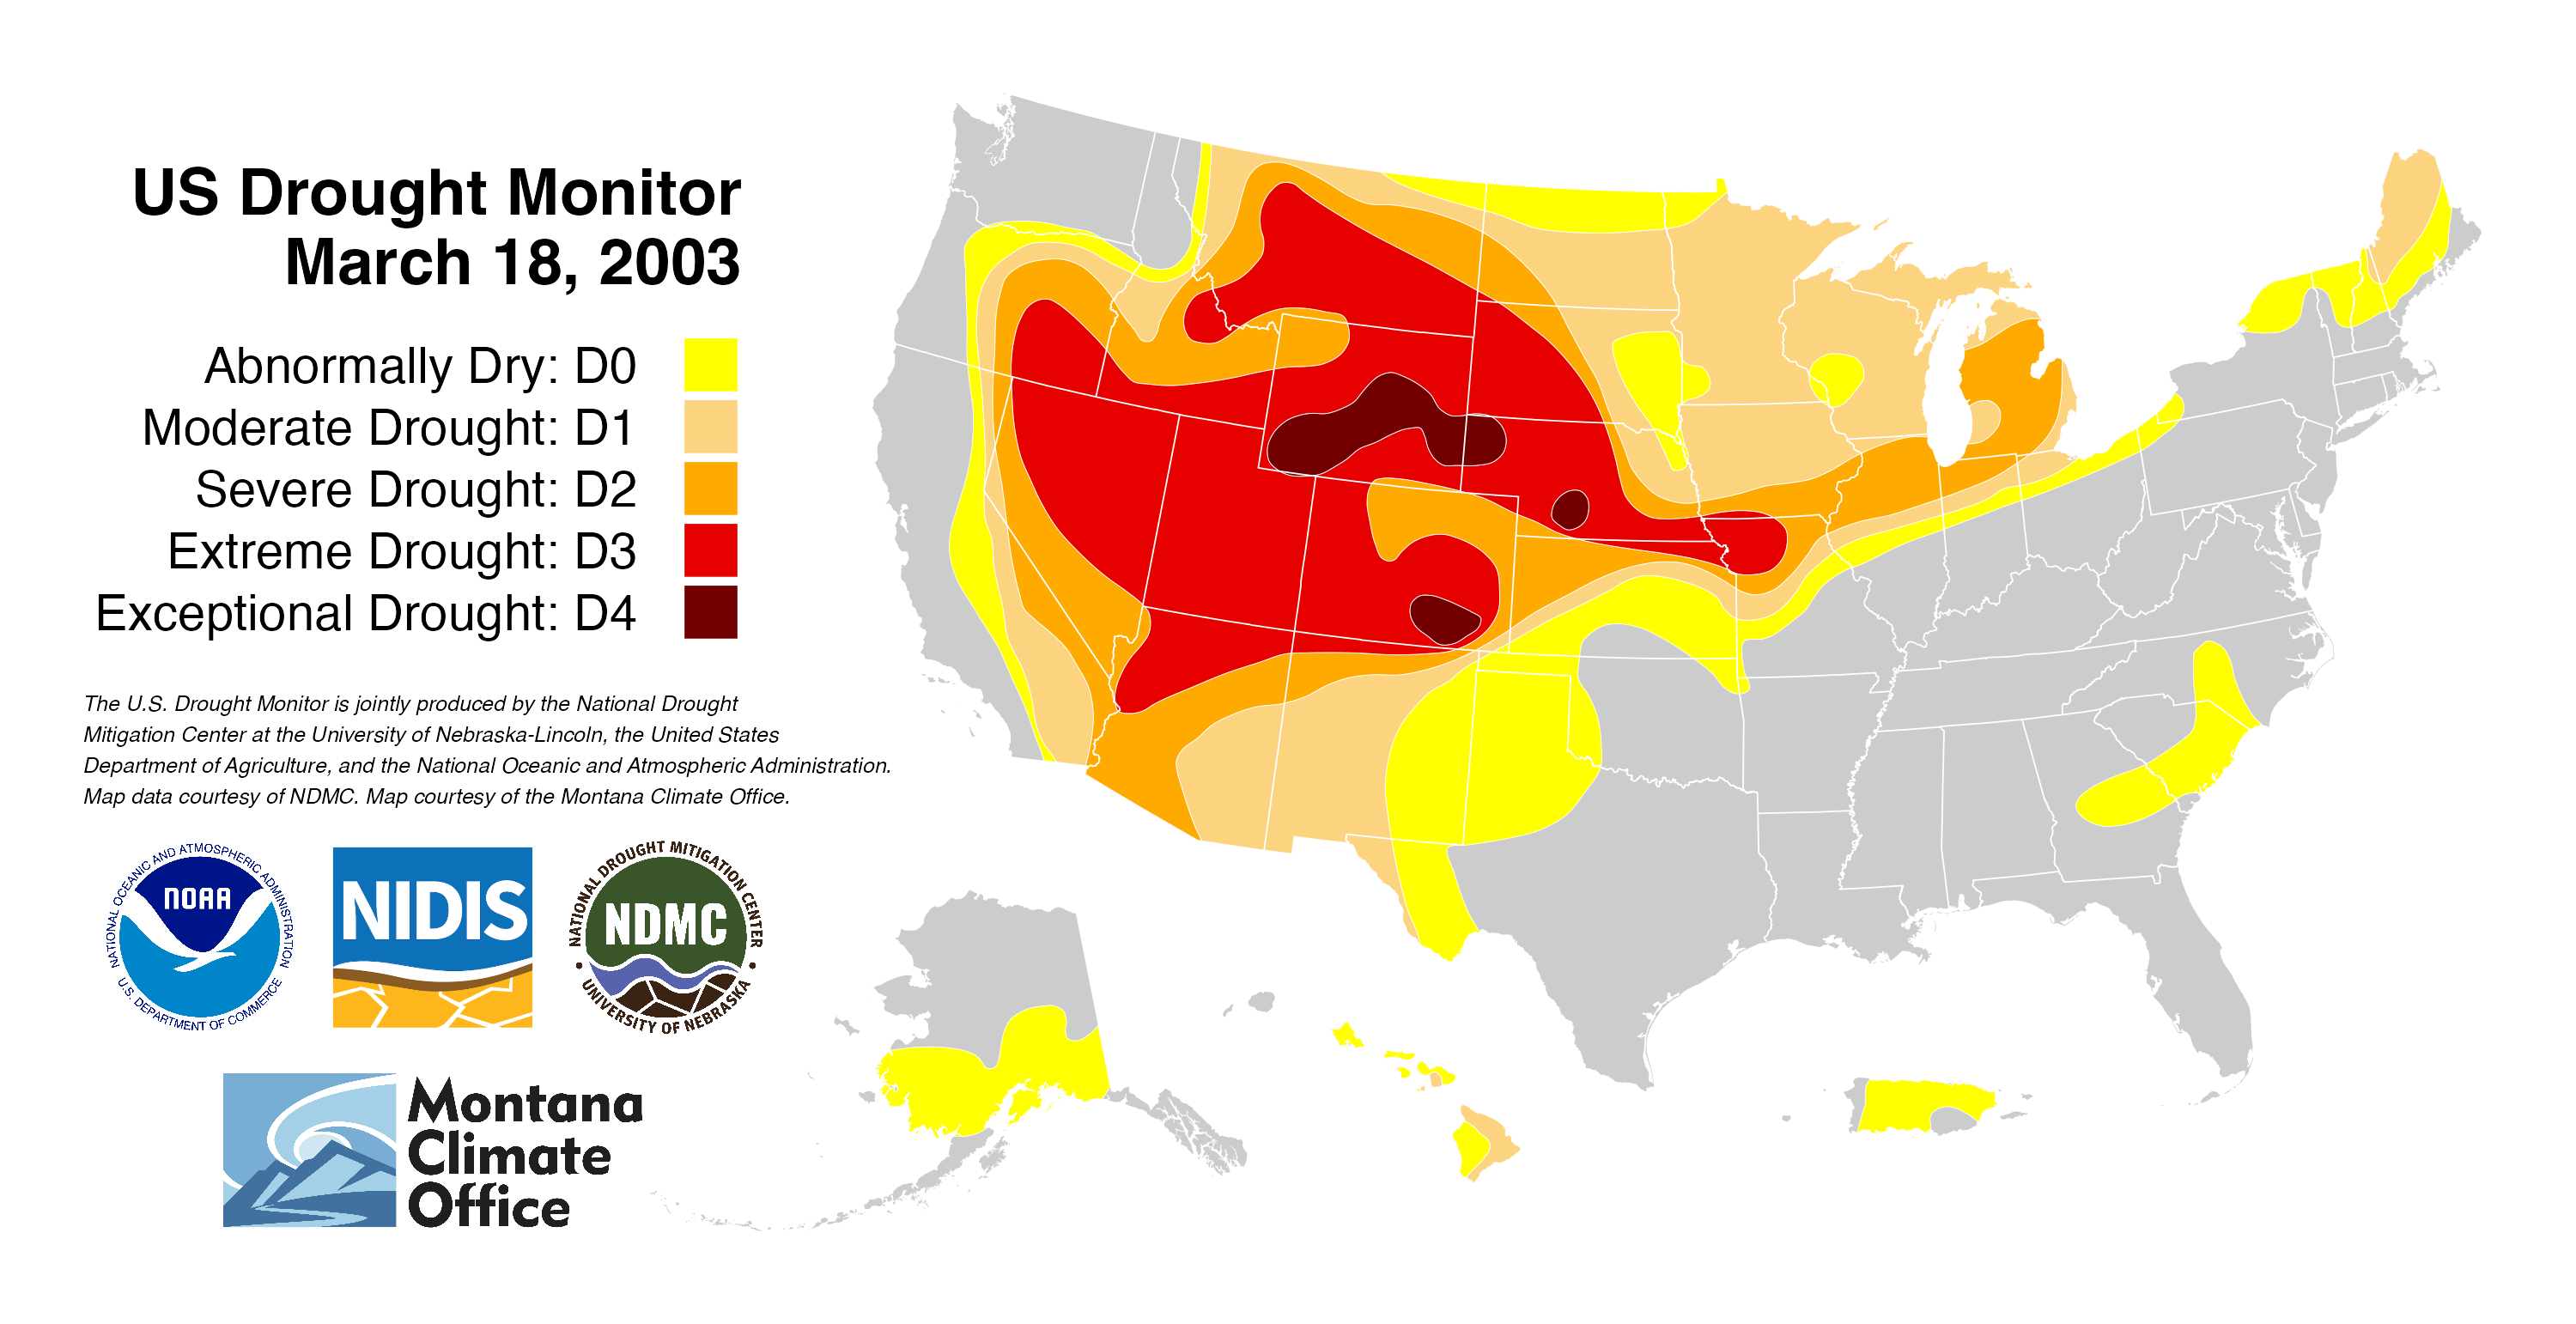 US Drought Monitor
March 18, 2003
Abnormally Dry: D0
Moderate Drought: D1
Severe Drought: D2
Extreme Drought: D3
Exceptional Drought: D4
The U.S. Drought Monitor is jointly produced by the National Drought
Mitigation Center at the University of Nebraska-Lincoln, the United States
Department of Agriculture, and the National Oceanic and Atmospheric Administration.
Map data courtesy of NDMC. Map courtesy of the Montana Climate Office.
NATIONAL OCEANIC AND ATMOSPHERIC ADMINISTRATION
NOAA
U.S. DEPARTMENT OF COMMERCE
NIDIS
NATIONAL DROUGHT MITIGATION CENTER
NDMC
UNIVERSITY OF NEBRASKA
Montana
Climate
Office